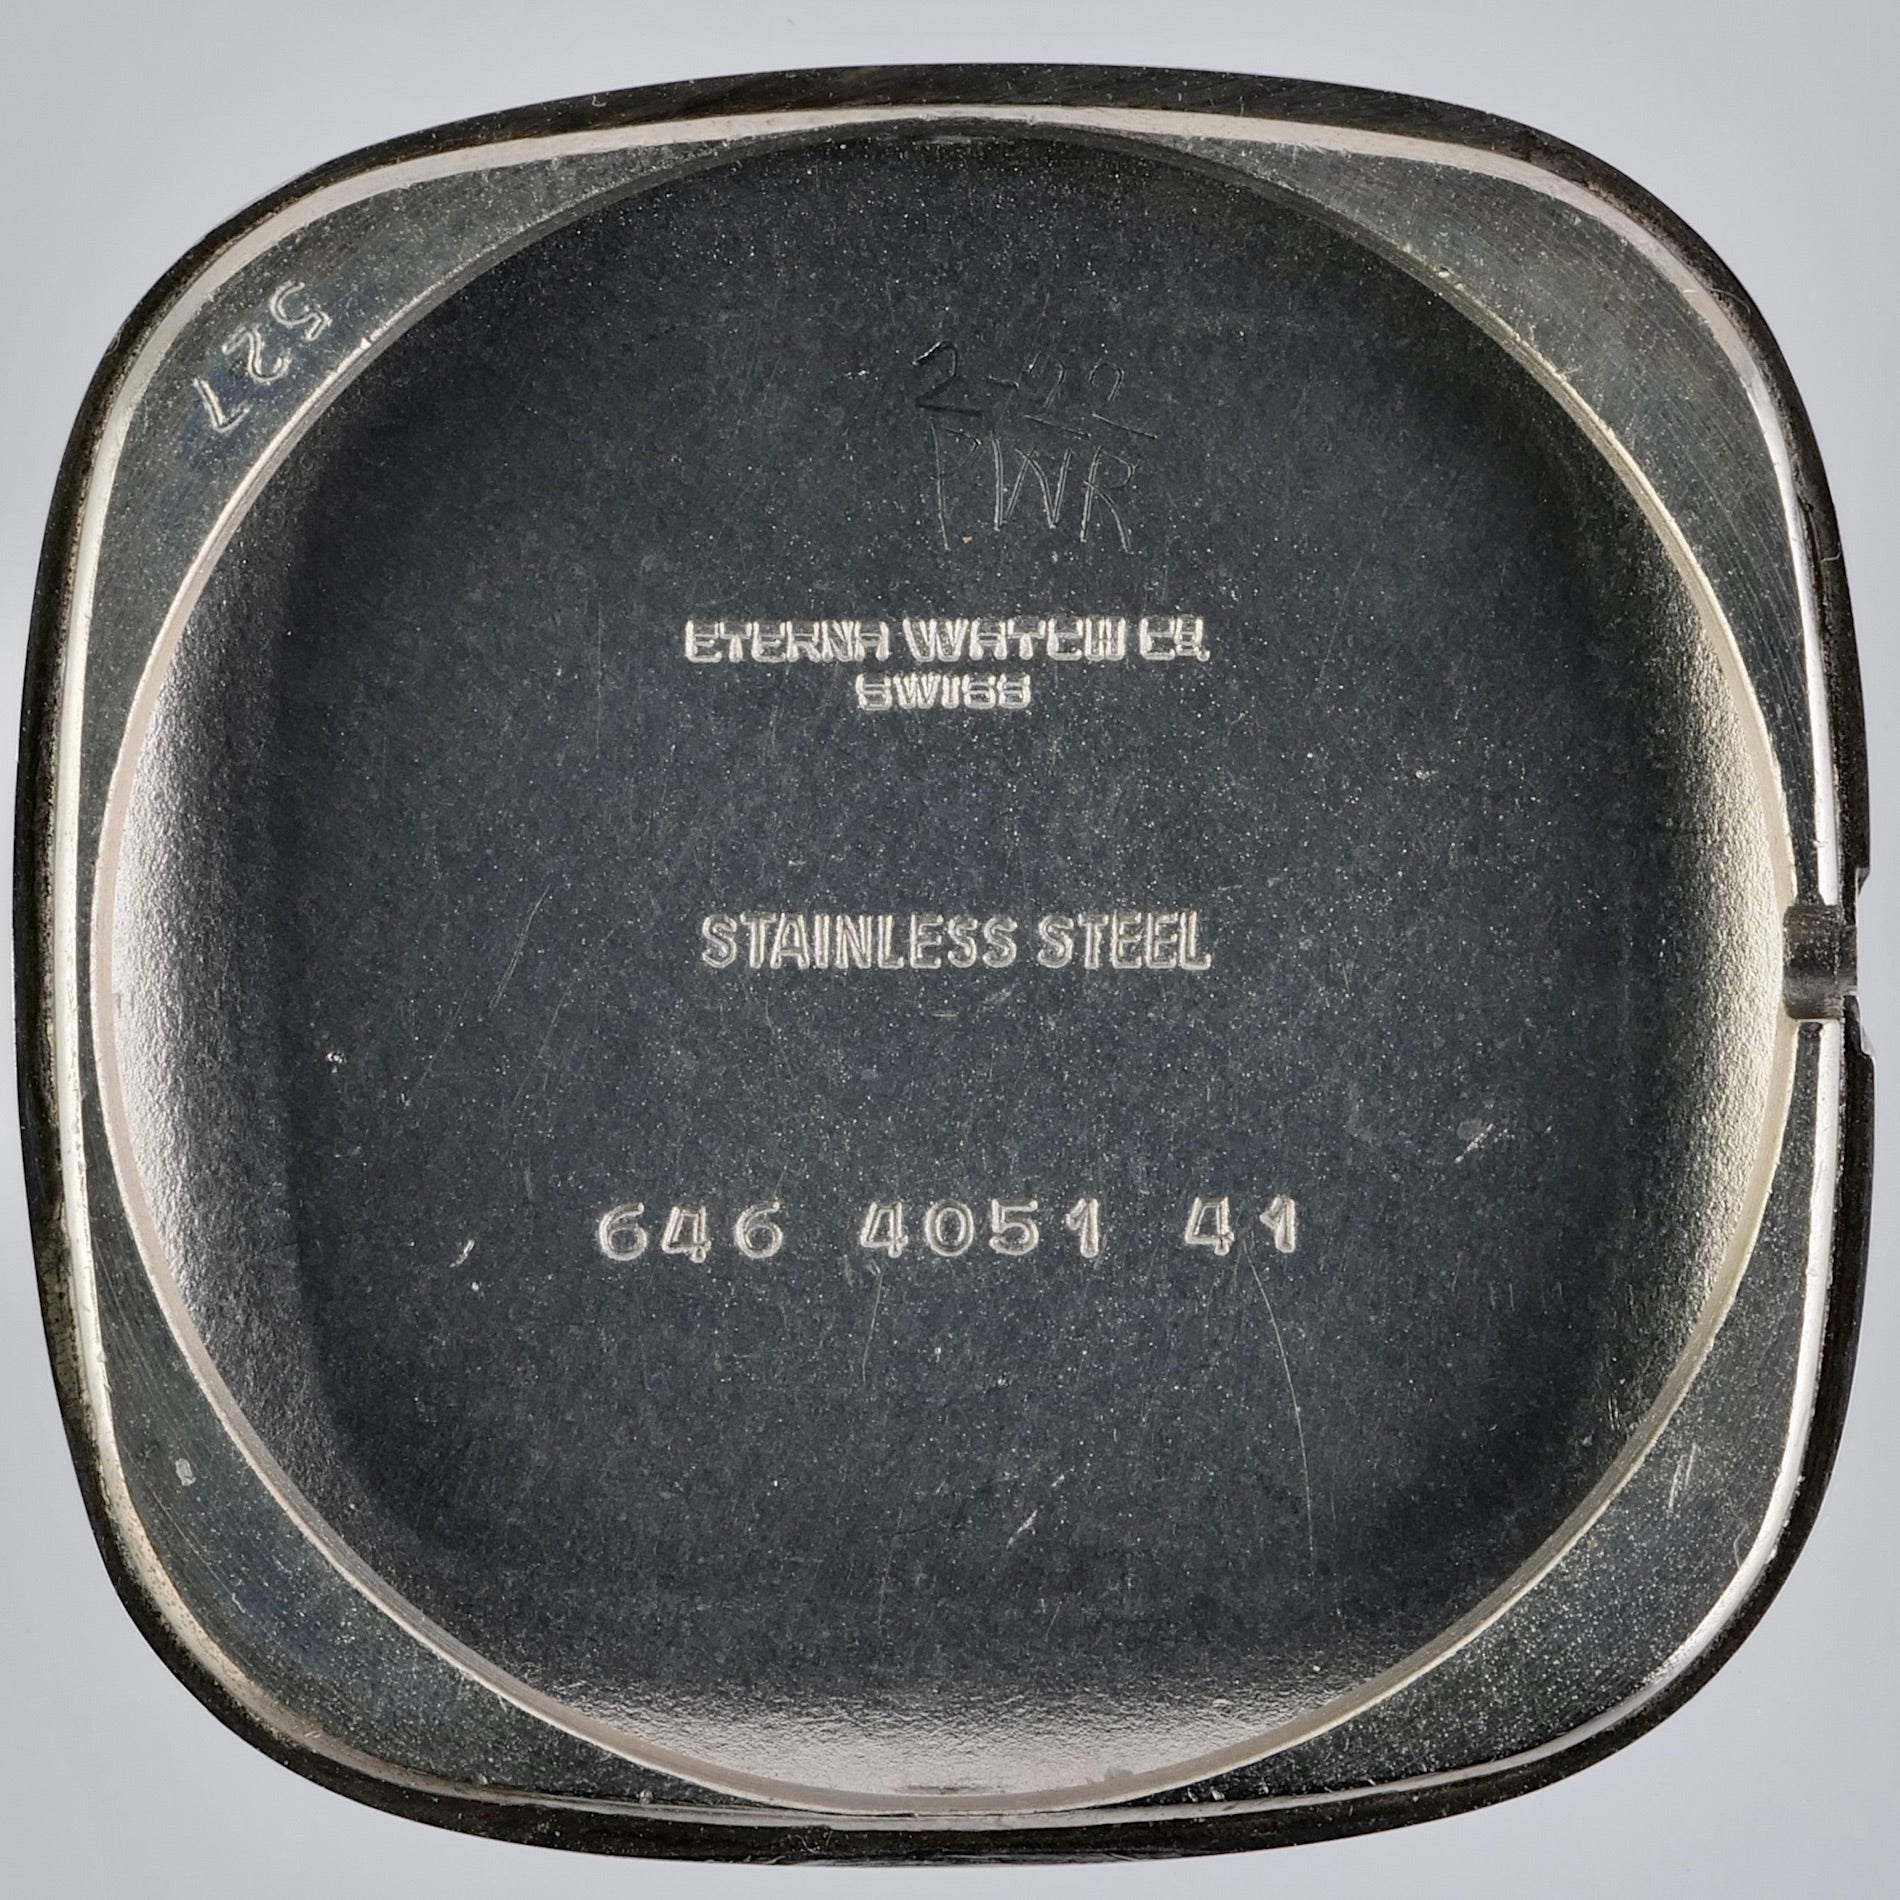 527
2-22
PWR
ETERNA WATCH Co.
SWISS
STAINLESS STEEL
646 4051 41